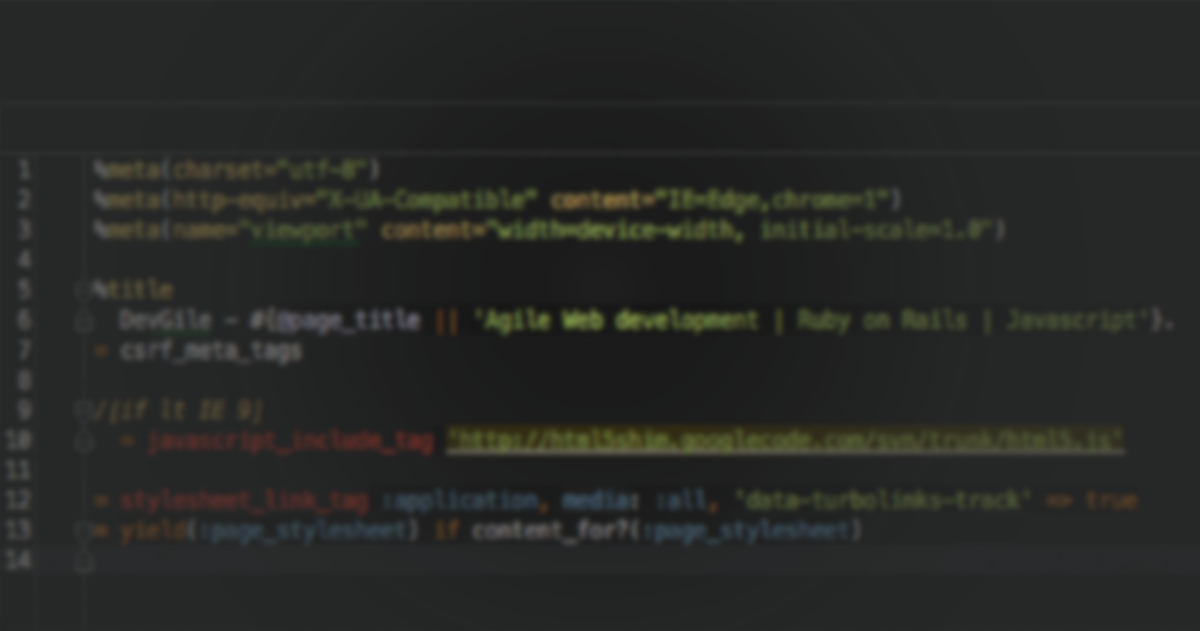 1 %meta(charset="utf-8")
2 %meta(http-equiv="X-UA-Compatible" content="IE=Edge,chrome=1")
3 %meta(name="viewport" content="width=device-width, initial-scale=1.0")
4
5 %title
6 DevGile - #{@page_title || 'Agile Web development | Ruby on Rails | Javascript'}.
7 = csrf_meta_tags
8
9 /[if lt IE 9]
10 = javascript_include_tag 'http://html5shim.googlecode.com/svn/trunk/html5.js'
11
12 = stylesheet_link_tag :application, media: :all, 'data-turbolinks-track' => true
13 = yield(:page_stylesheet) if content_for?(:page_stylesheet)
14